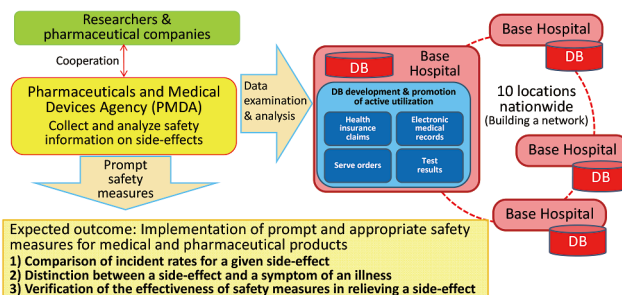 Researchers &
pharmaceutical companies
Cooperation
Pharmaceuticals and Medical
Devices Agency (PMDA)
Collect and analyze safety
information on side-effects
Prompt
safety
measures
Data
examination
& analysis
DB
Base
Hospital
DB development & promotion
of active utilization
Health
insurance
claims
Electronic
medical
records
Serve orders
Test
results
Base Hospital
DB
10 locations
nationwide
(Building a network)
Base Hospital
DB
Base Hospital
DB
Expected outcome: Implementation of prompt and appropriate safety
measures for medical and pharmaceutical products
1) Comparison of incident rates for a given side-effect
2) Distinction between a side-effect and a symptom of an illness
3) Verification of the effectiveness of safety measures in relieving a side-effect